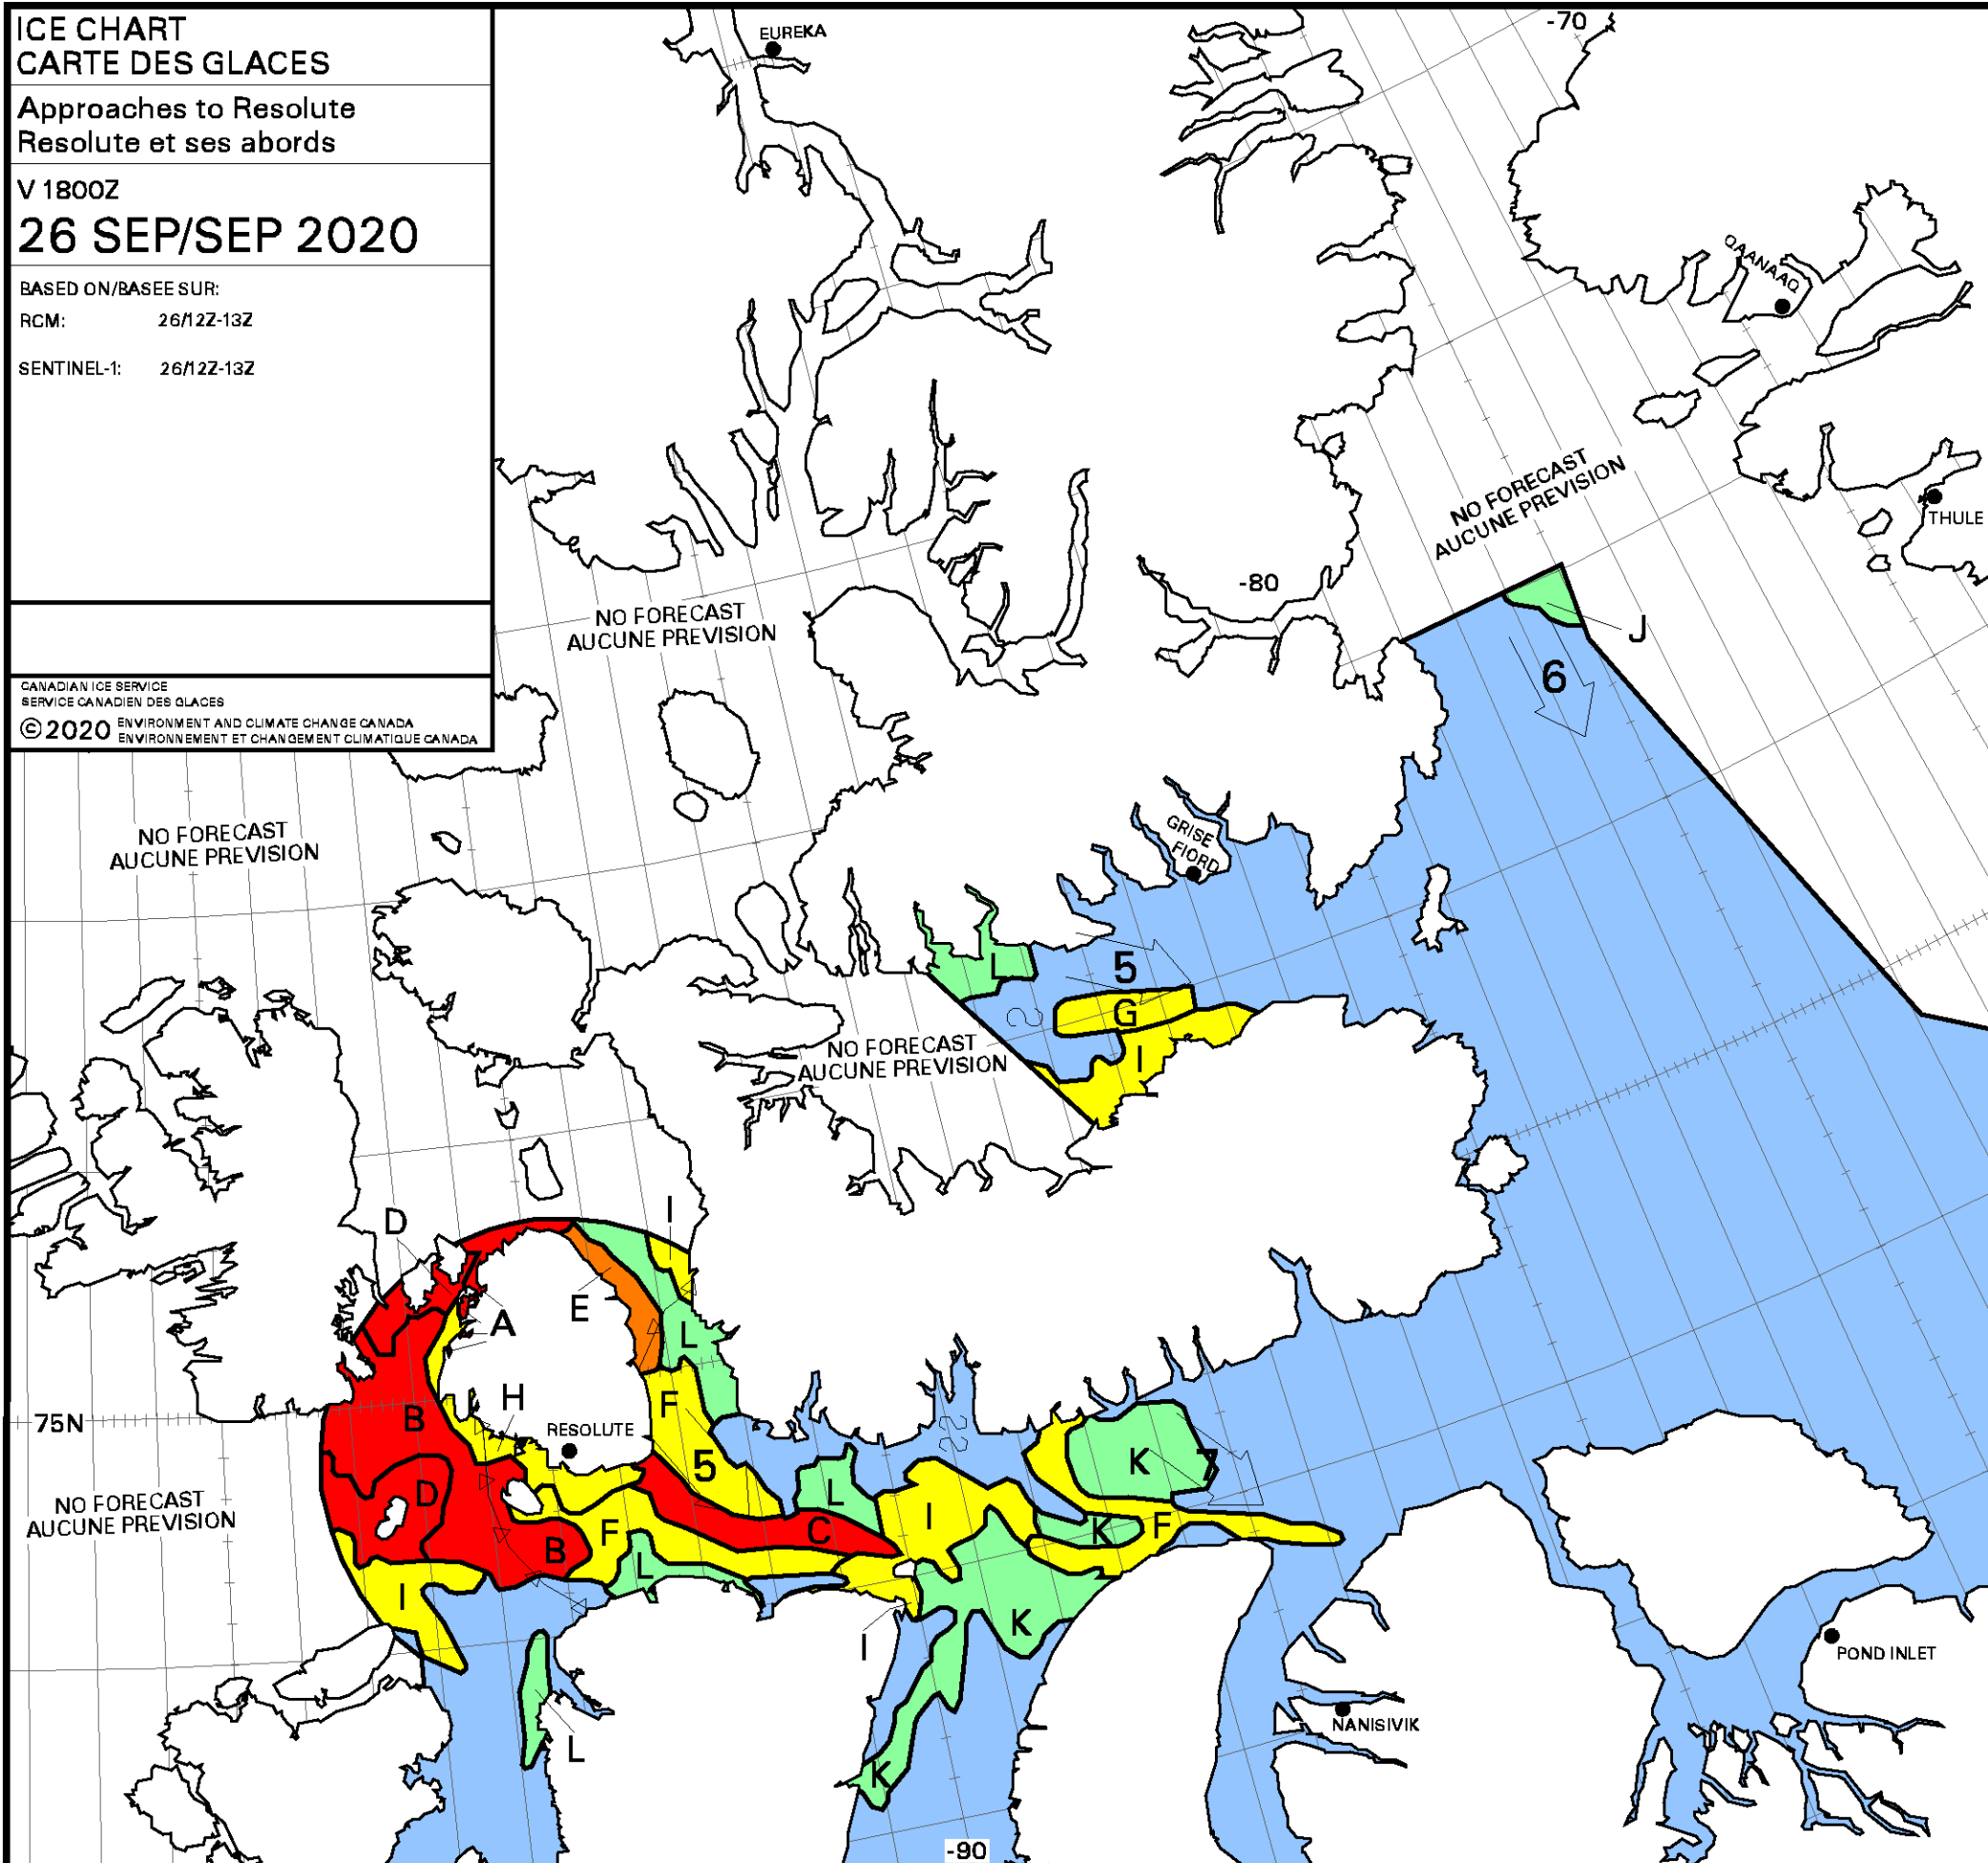 ICE CHART
CARTE DES GLACES
Approaches to Resolute
Resolute et ses abords
V 1800Z
26 SEP/SEP 2020
BASED ON/BASEE SUR:
RCM: 26/12Z-13Z
SENTINEL-1: 26/12Z-13Z
CANADIAN ICE SERVICE
SERVICE CANADIEN DES GLACES
© 2020 ENVIRONMENT AND CLIMATE CHANGE CANADA
ENVIRONNEMENT ET CHANGEMENT CLIMATIQUE CANADA
-70
EUREKA
QAANAAQ
NO FORECAST
AUCUNE PREVISION
THULE
-80
NO FORECAST
AUCUNE PREVISION
J
6
NO FORECAST
AUCUNE PREVISION
GRISE
FIORD
L
5
G
2
NO FORECAST
AUCUNE PREVISION
I
D
I
E
A
L
H
F
B
75N
RESOLUTE
5
K
7
D
L
NO FORECAST
AUCUNE PREVISION
I
C
F
K
F
B
L
I
K
I
POND INLET
NANISIVIK
L
K
-90